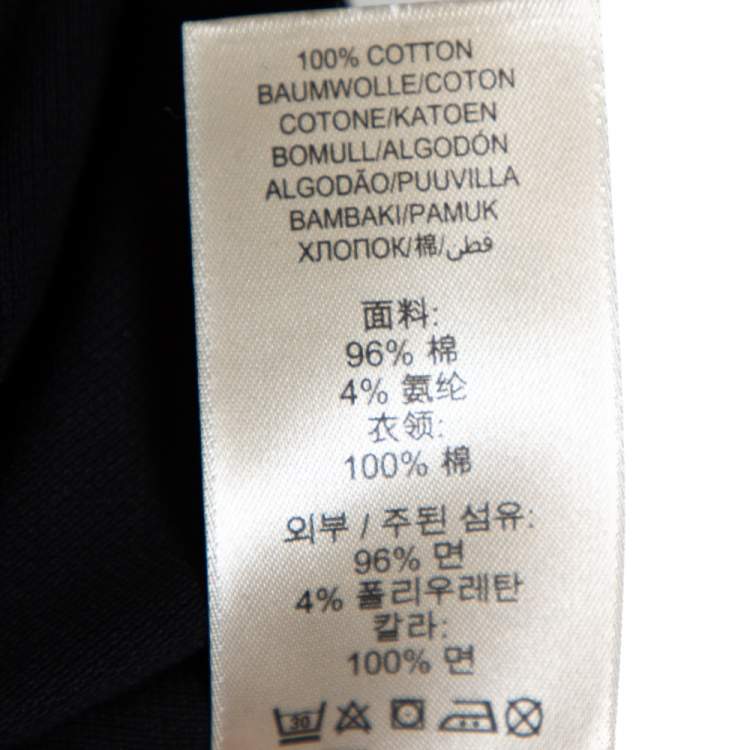 100% COTTON
BAUMWOLLE/COTON
COTONE/KATOEN
BOMULL/ALGODÓN
ALGODÃO/PUUVILLA
BAMBAKI/PAMUK
ХЛОПОК/棉/قطن
面料:
96% 棉
4% 氨纶
衣领:
100% 棉
외부 / 주된 섬유:
96% 면
4% 폴리우레탄
칼라:
100% 면
30